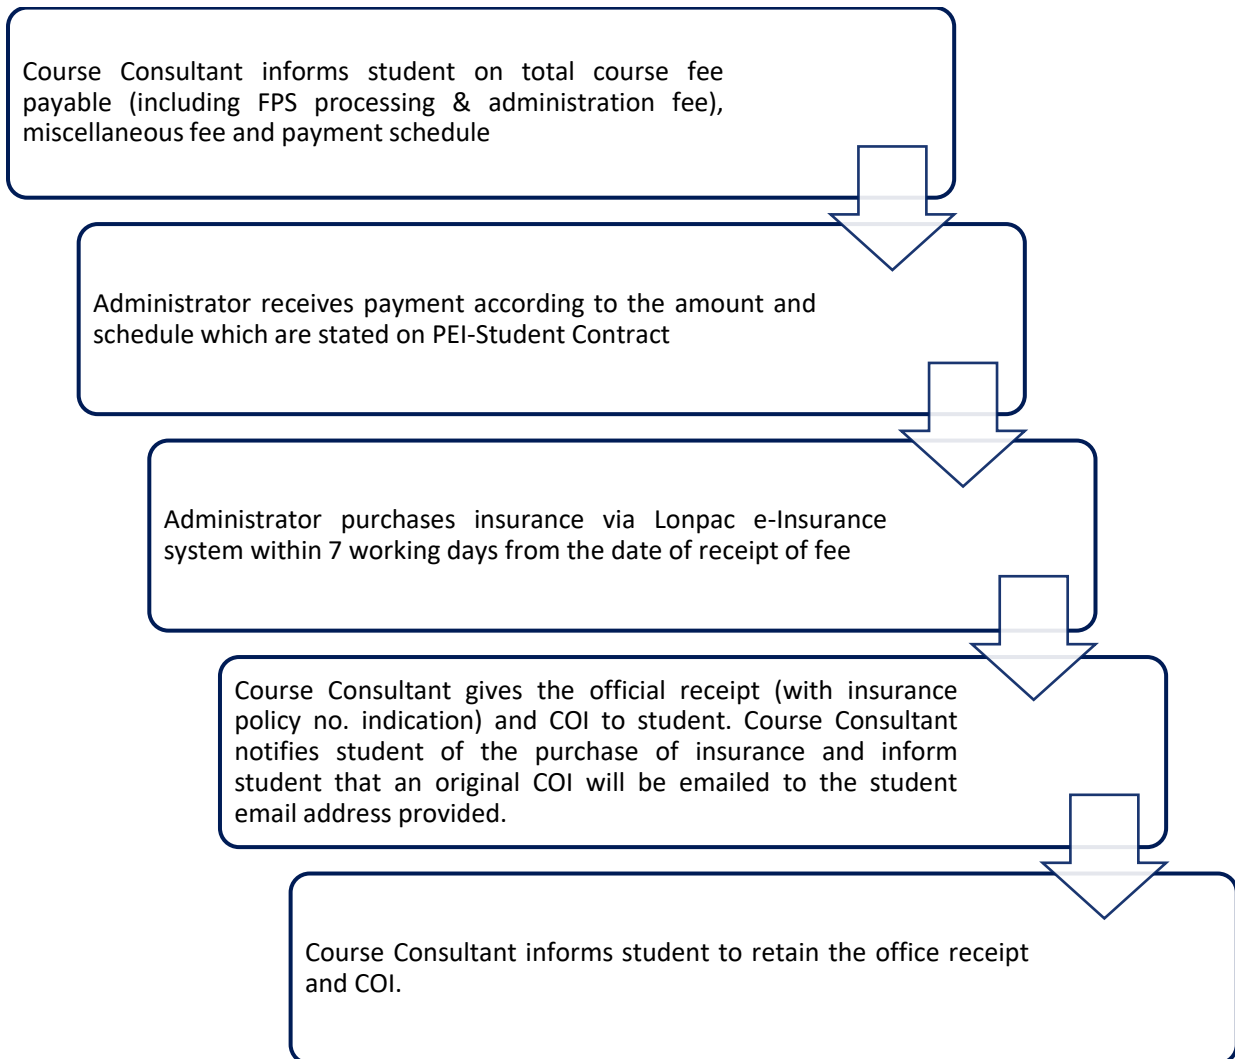 Course Consultant informs student on total course fee
payable (including FPS processing & administration fee),
miscellaneous fee and payment schedule
Administrator receives payment according to the amount and
schedule which are stated on PEI-Student Contract
Administrator purchases insurance via Lonpac e-Insurance
system within 7 working days from the date of receipt of fee
Course Consultant gives the official receipt (with insurance
policy no. indication) and COI to student. Course Consultant
notifies student of the purchase of insurance and inform
student that an original COI will be emailed to the student
email address provided.
Course Consultant informs student to retain the office receipt
and COI.